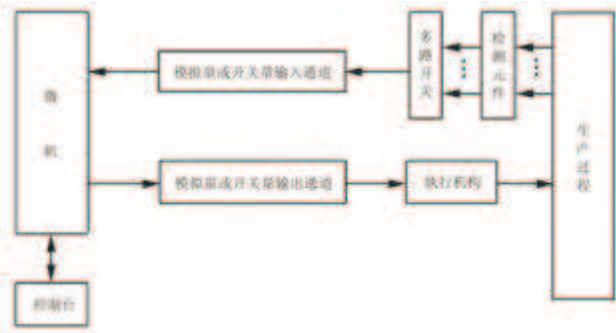 微机
模拟量或开关量输入通道
多路开关
检测元件
生产过程
模拟量或开关量输出通道
执行机构
控制台